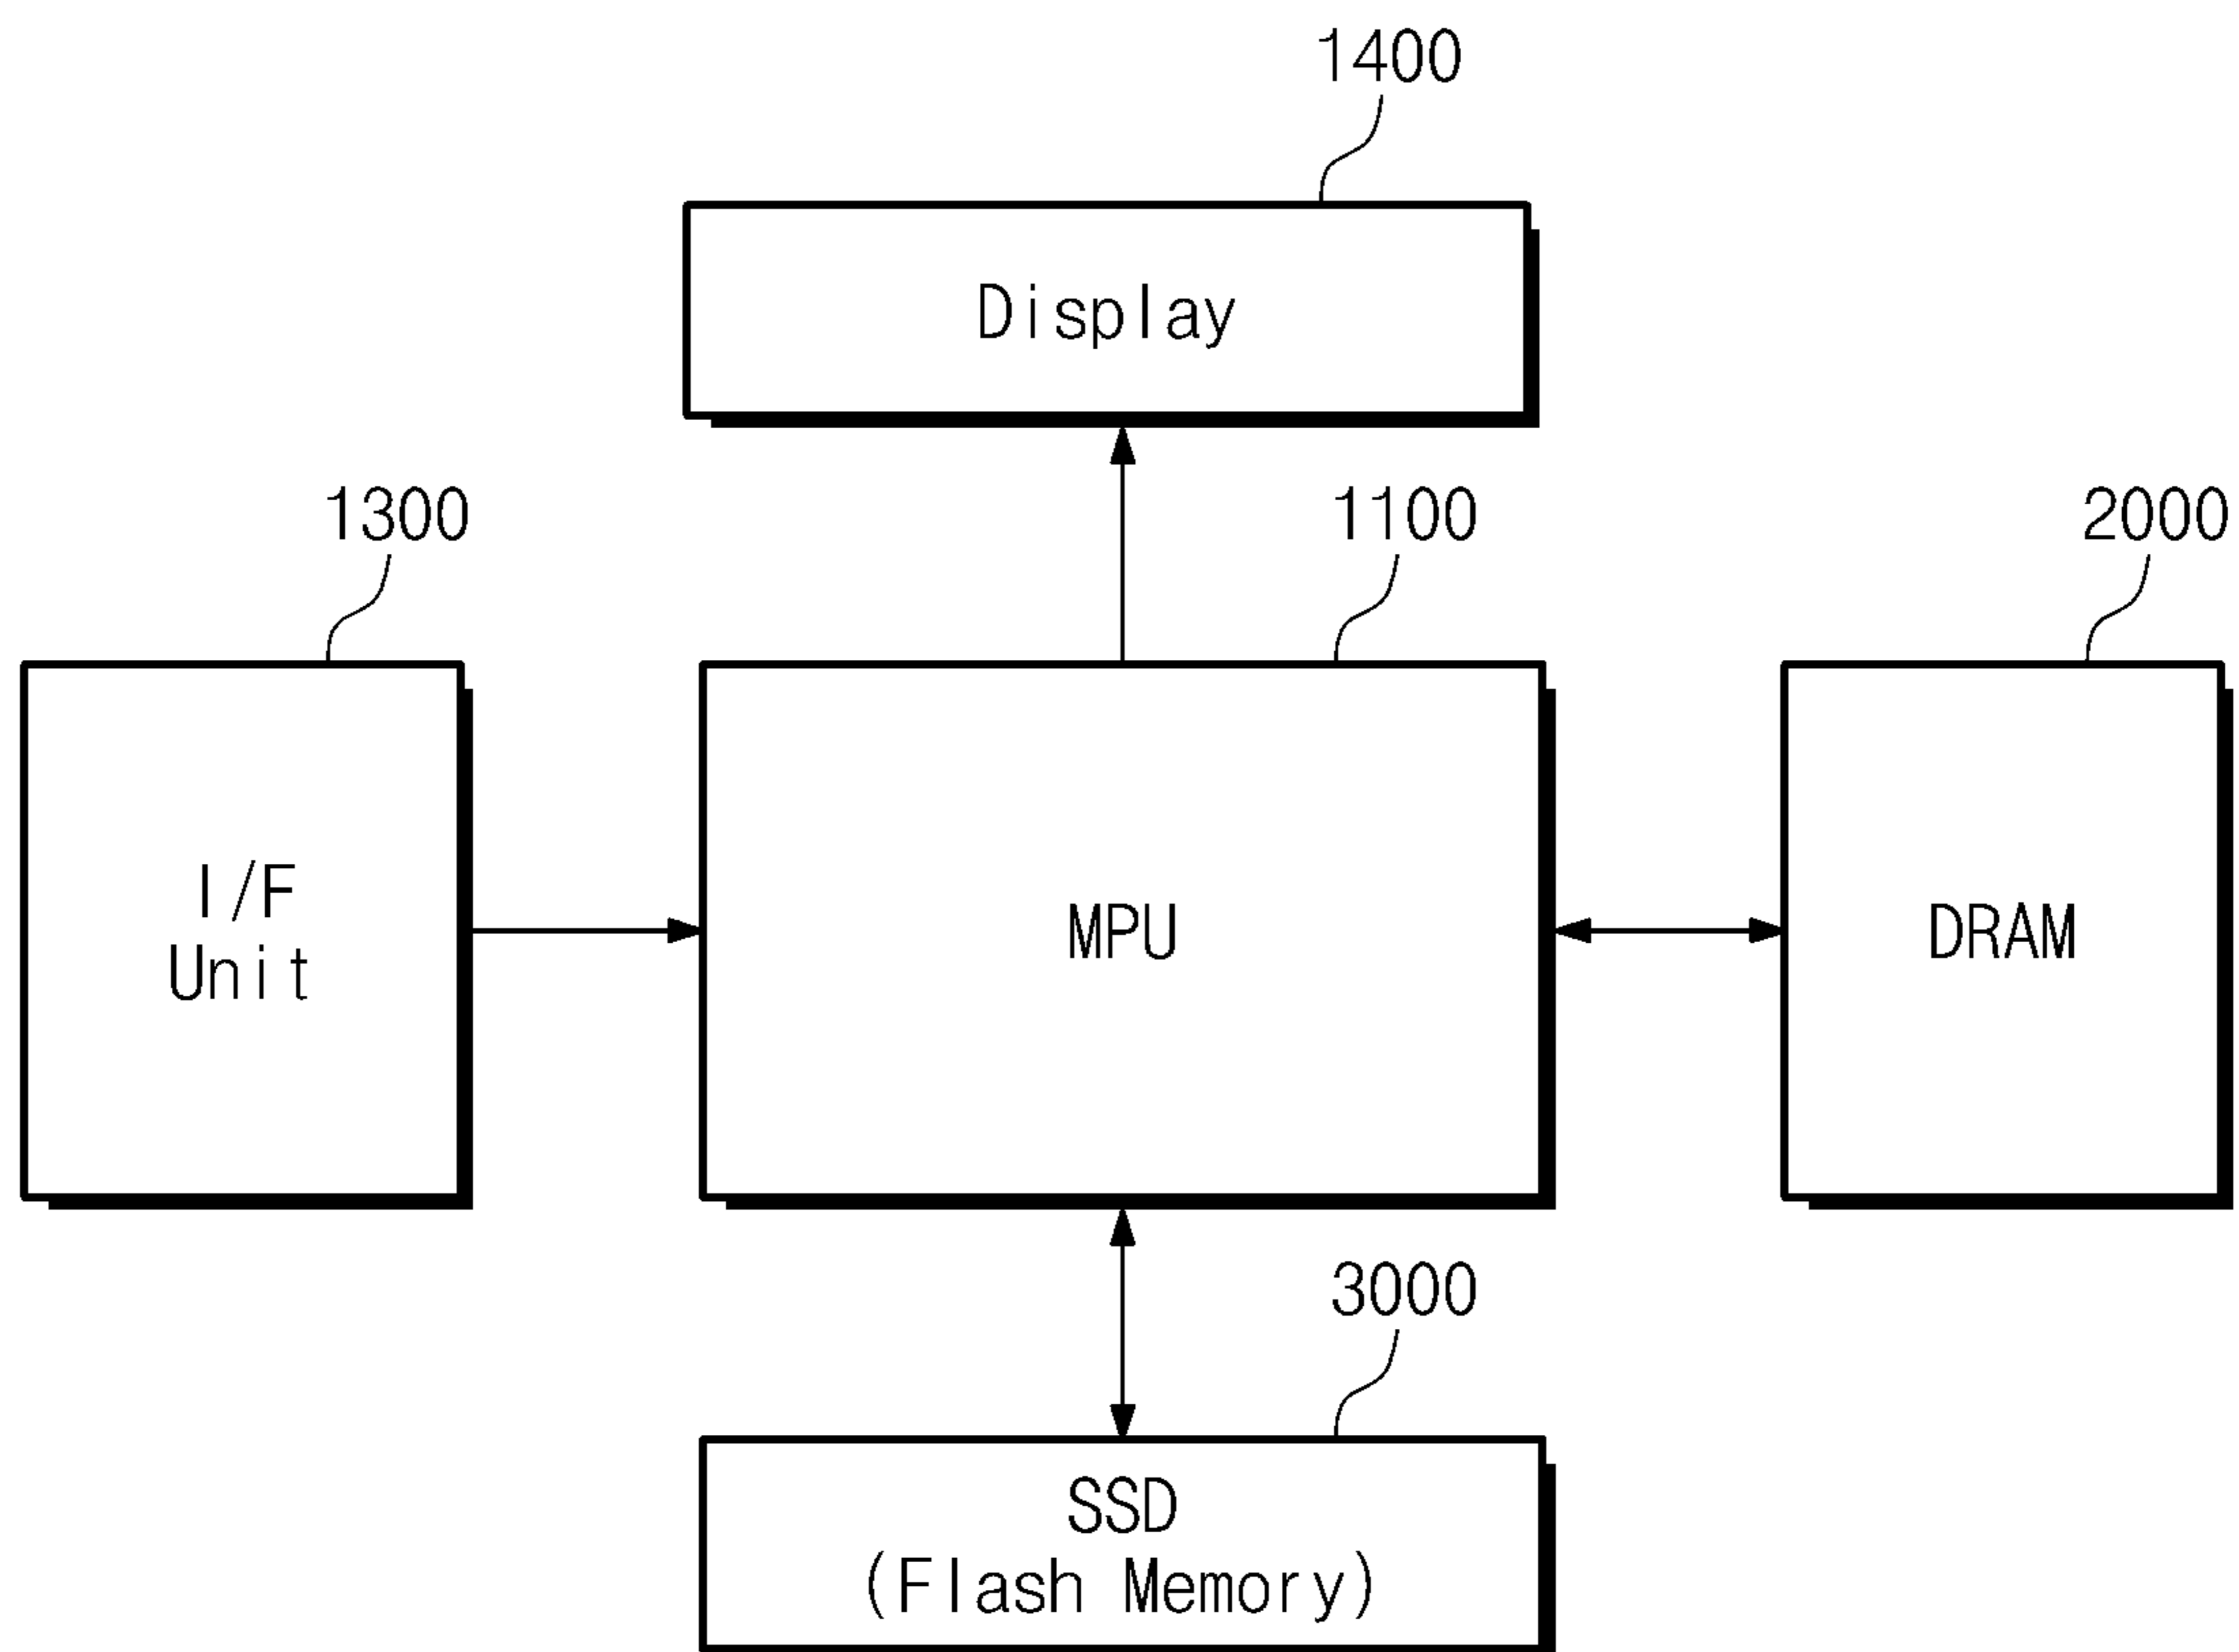 1400
Display
1300
1100
2000
I/F
Unit
MPU
DRAM
3000
SSD
(Flash Memory)